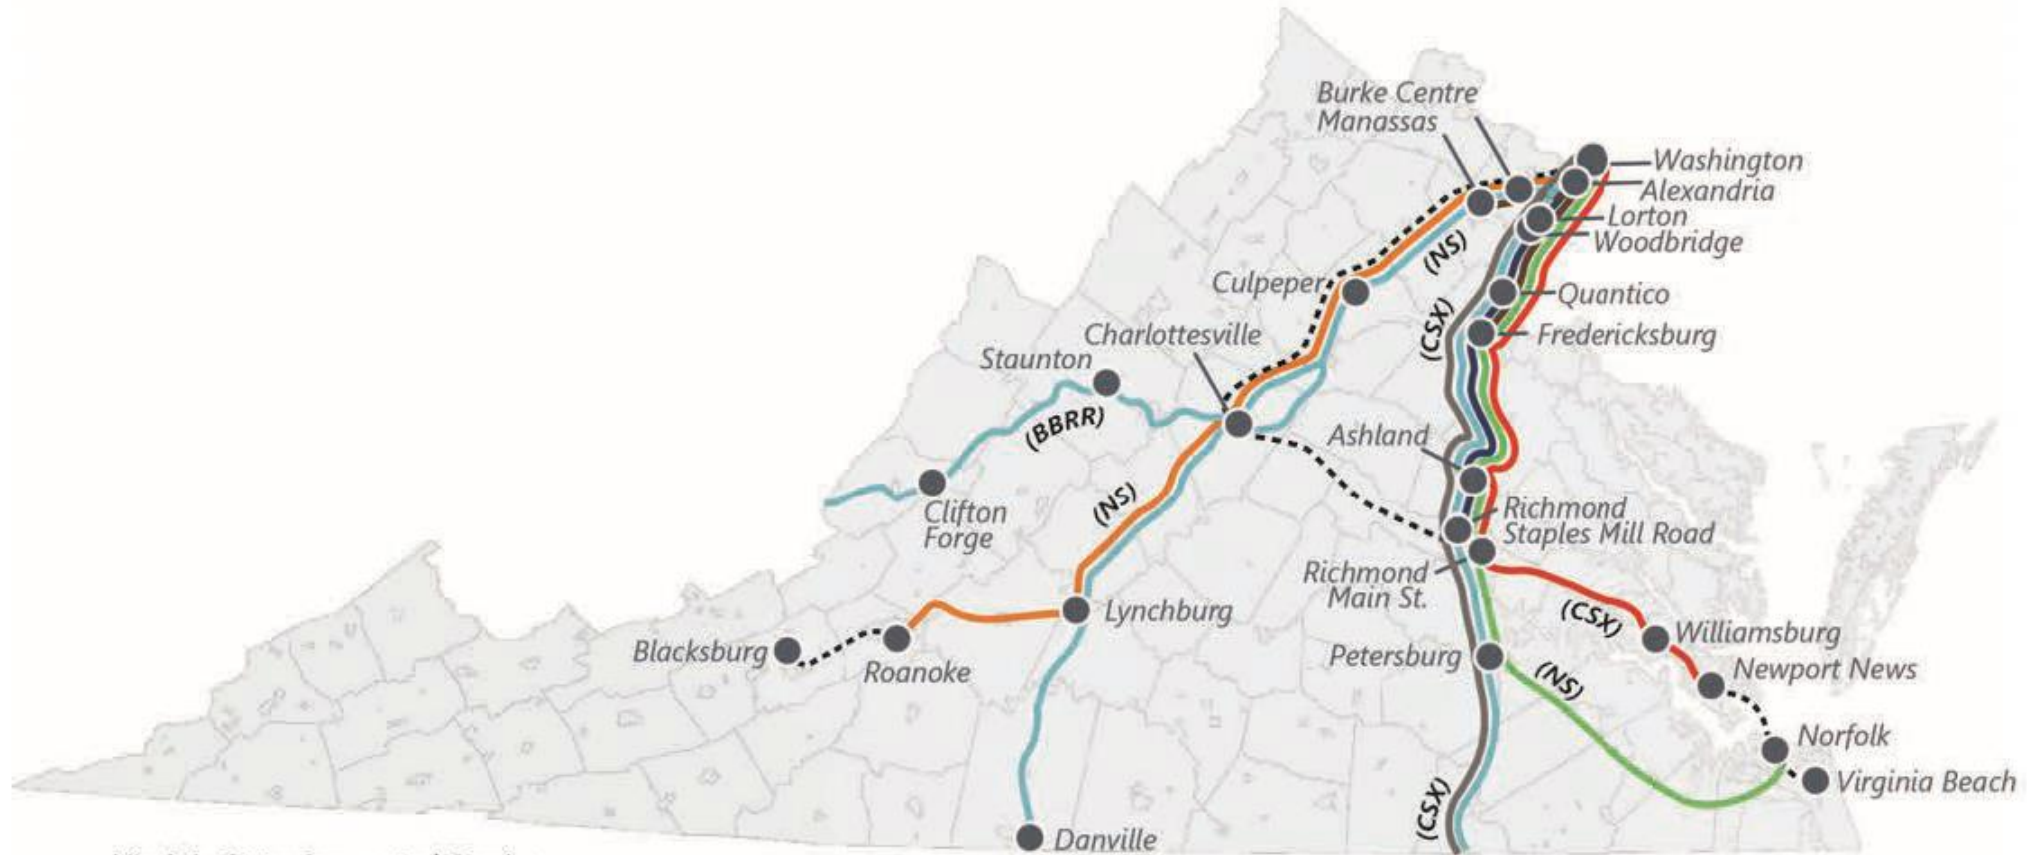 Burke Centre
Manassas
Washington
Alexandria
Lorton
Woodbridge
(NS)
Culpeper
Quantico
(CSX)
Fredericksburg
Charlottesville
Staunton
(BBRR)
Ashland
Clifton
Forge
(NS)
Richmond
Staples Mill Road
Richmond
Main St.
(CSX)
Lynchburg
Williamsburg
Blacksburg
Roanoke
Petersburg
(NS)
Newport News
Norfolk
Virginia Beach
(CSX)
Danville